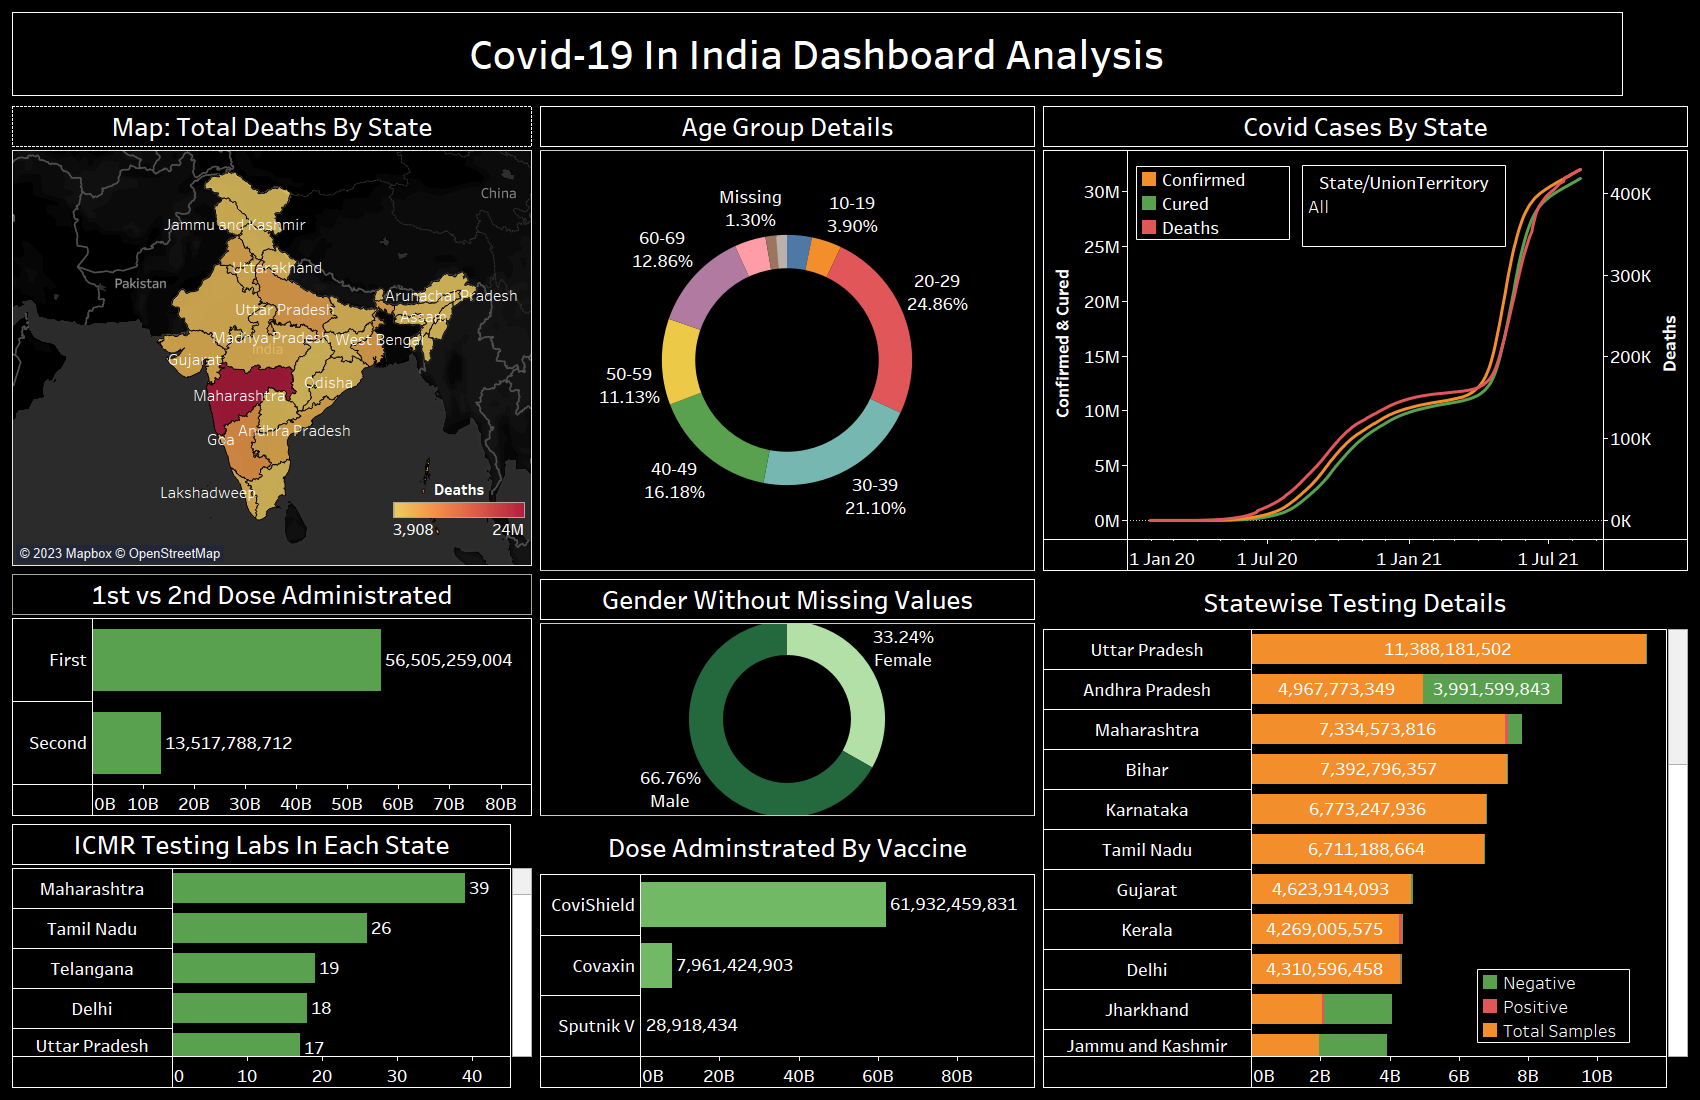 Covid-19 In India Dashboard Analysis
Map: Total Deaths By State
China
Jammu and Kashmir
Uttarakhand
Pakistan
Arunachal Pradesh
Uttar Pradesh
Assam
Madhya Pradesh
West Bengal
India
Gujarat
Odisha
Maharashtra
Andhra Pradesh
Goa
Lakshadweep
Deaths
3,908
24M
© 2023 Mapbox © OpenStreetMap
Age Group Details
Missing
1.30%
10-19
3.90%
60-69
12.86%
20-29
24.86%
50-59
11.13%
40-49
16.18%
30-39
21.10%
Covid Cases By State
Confirmed
Cured
Deaths
State/UnionTerritory
All
Confirmed & Cured
30M
25M
20M
15M
10M
5M
0M
Deaths
400K
300K
200K
100K
0K
1 Jan 20
1 Jul 20
1 Jan 21
1 Jul 21
1st vs 2nd Dose Administrated
First
56,505,259,004
Second
13,517,788,712
0B 10B 20B 30B 40B 50B 60B 70B 80B
Gender Without Missing Values
33.24%
Female
66.76%
Male
Statewise Testing Details
Uttar Pradesh 11,388,181,502
Andhra Pradesh 4,967,773,349 3,991,599,843
Maharashtra 7,334,573,816
Bihar 7,392,796,357
Karnataka 6,773,247,936
Tamil Nadu 6,711,188,664
Gujarat 4,623,914,093
Kerala 4,269,005,575
Delhi 4,310,596,458
Jharkhand
Jammu and Kashmir
Negative
Positive
Total Samples
0B 2B 4B 6B 8B 10B
ICMR Testing Labs In Each State
Maharashtra 39
Tamil Nadu 26
Telangana 19
Delhi 18
Uttar Pradesh 17
0 10 20 30 40
Dose Adminstrated By Vaccine
CoviShield 61,932,459,831
Covaxin 7,961,424,903
Sputnik V 28,918,434
0B 20B 40B 60B 80B